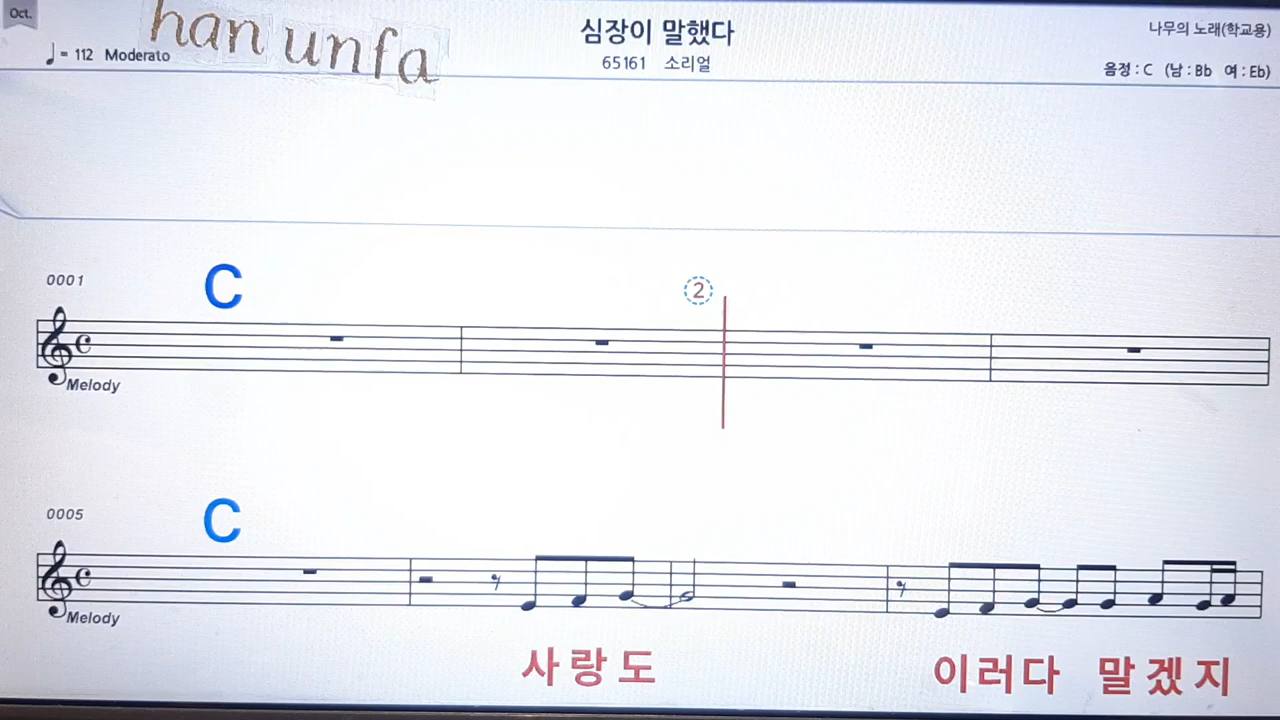 Oct.
han unfa
♩= 112 Moderato
심장이 말했다
65161 소리얼
나무의 노래(학교용)
음정 : C (남 : Bb 여 : Eb)
0001
C
②
Melody
0005
C
Melody
사랑도 이러다 말겠지